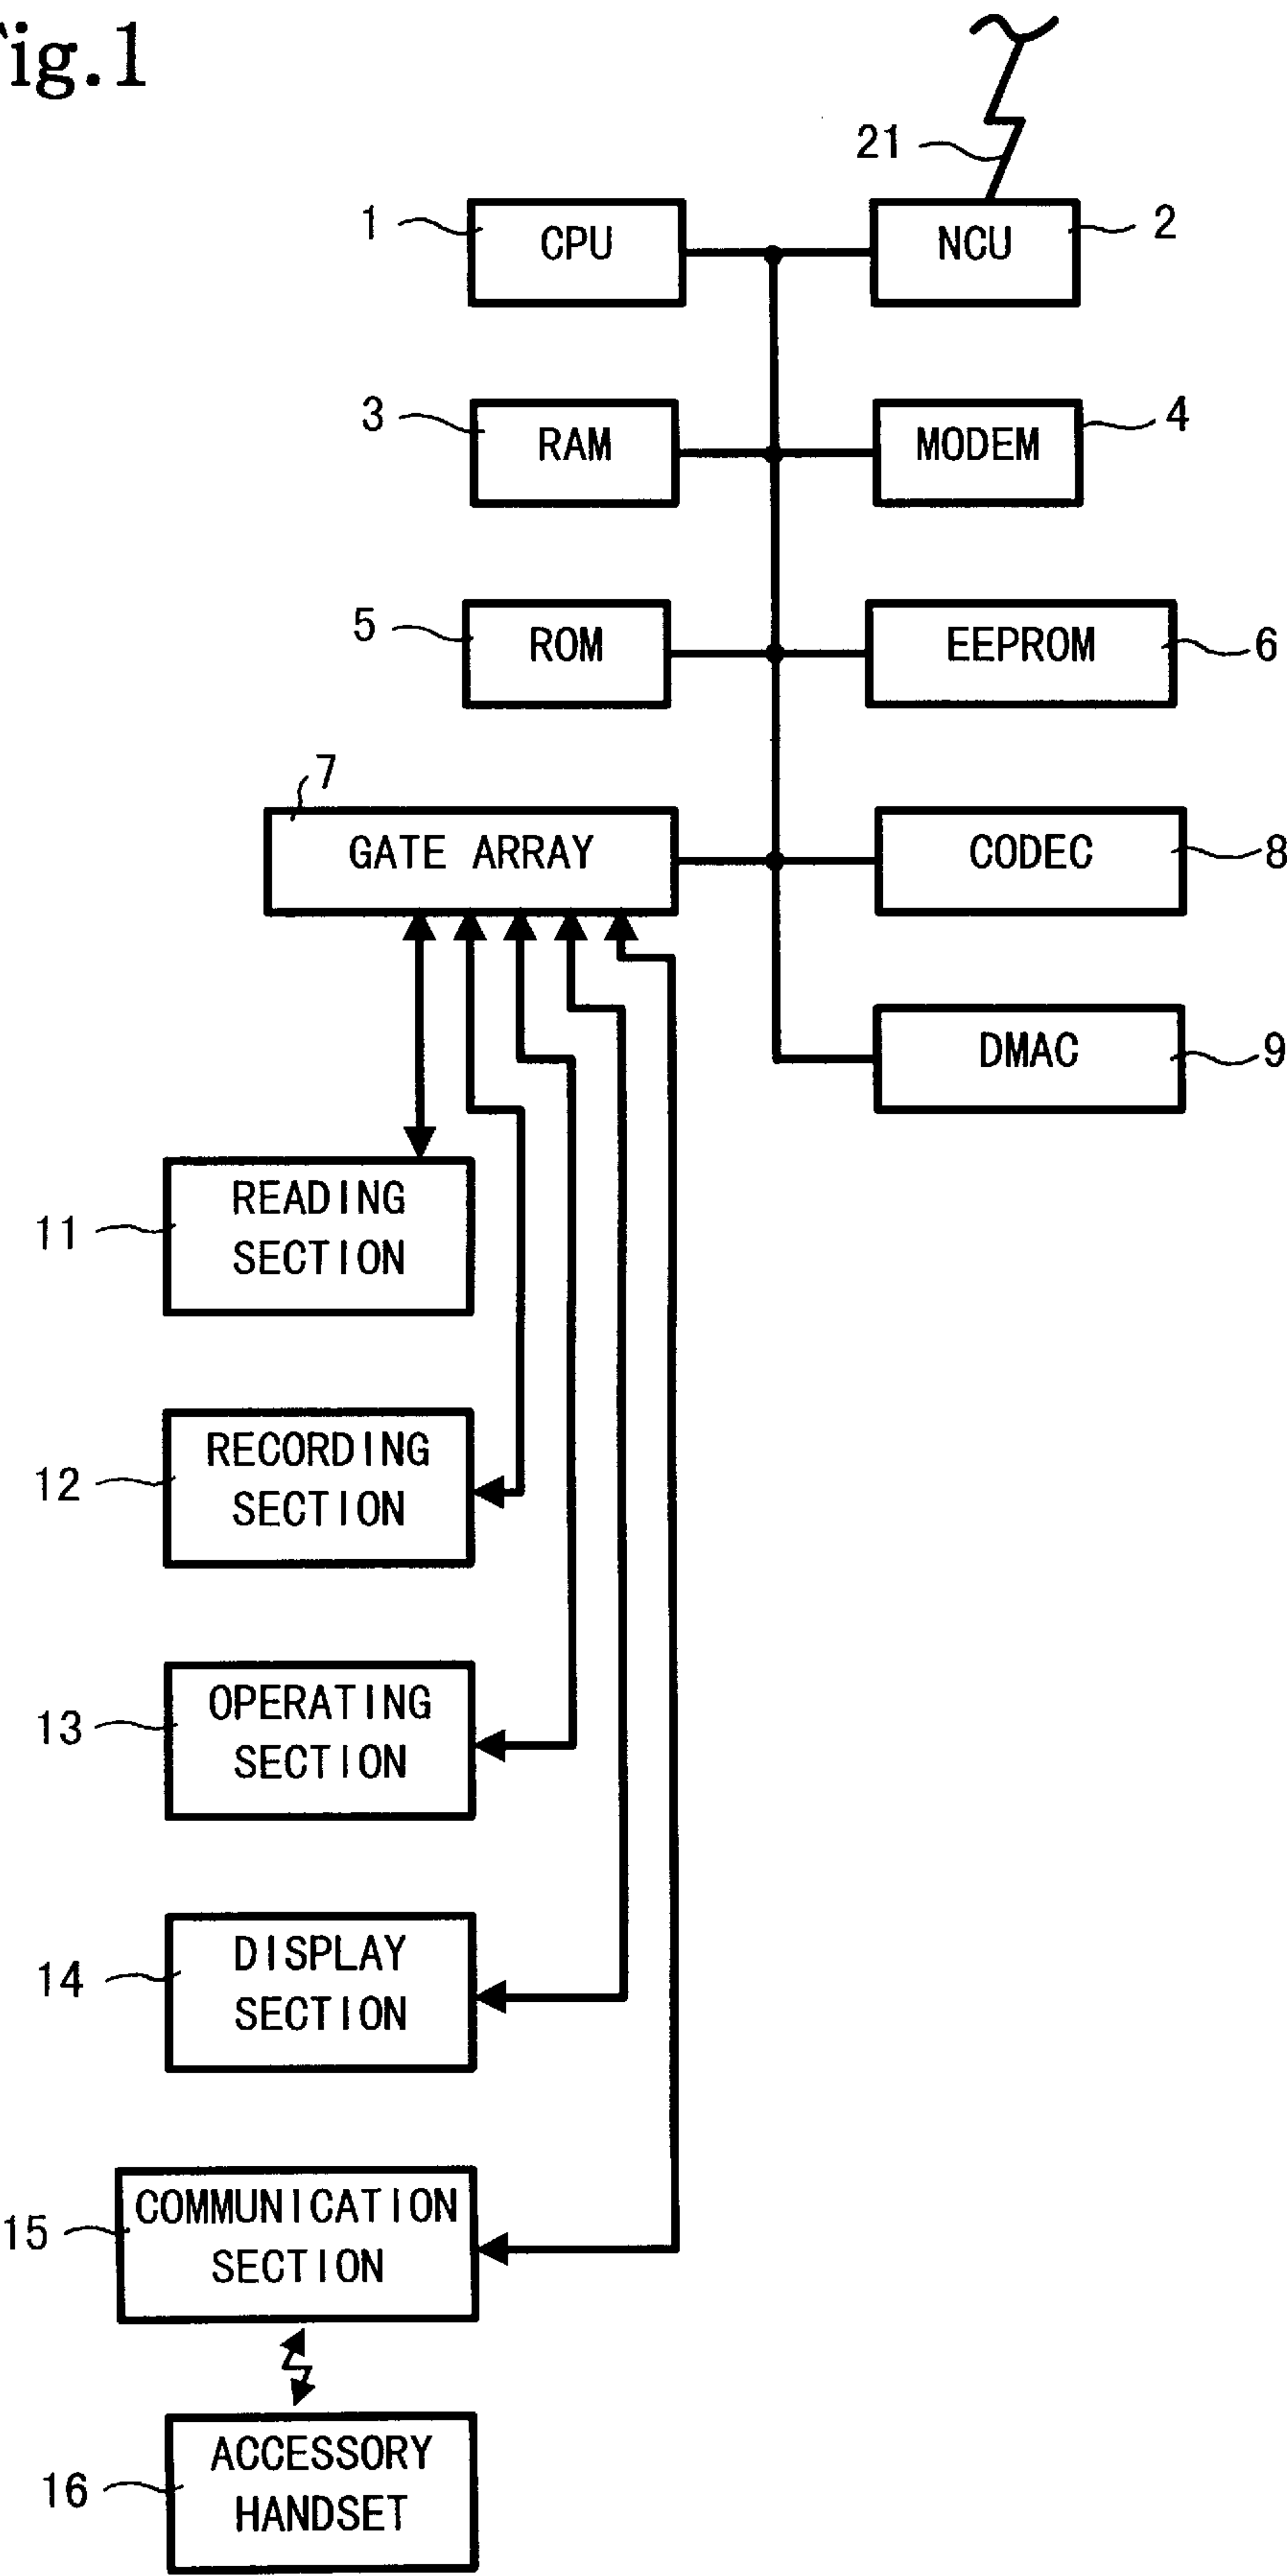 Fig.1
21
1
CPU
NCU
2
3
RAM
MODEM
4
5
ROM
EEPROM
6
7
GATE ARRAY
CODEC
8
DMAC
9
11
READING
SECTION
12
RECORDING
SECTION
13
OPERATING
SECTION
14
DISPLAY
SECTION
15
COMMUNICATION
SECTION
16
ACCESSORY
HANDSET